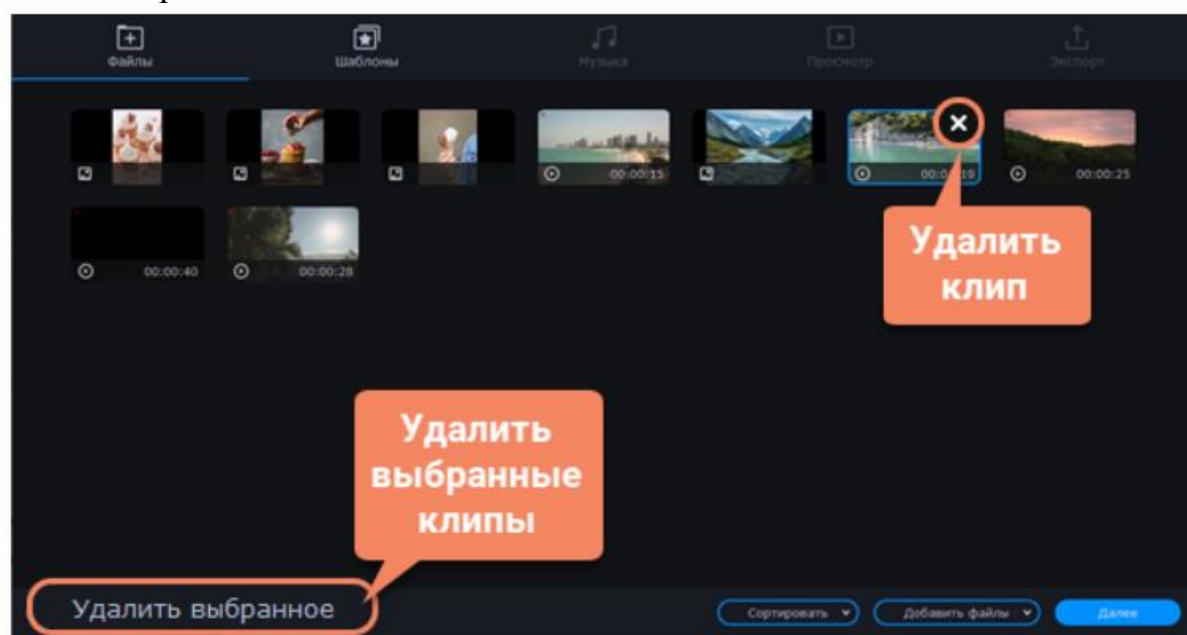 Файлы
Шаблоны
Музыка
Просмотр
Экспорт
00:00:15
00:00:25
00:00:40
00:00:28
Удалить
клип
Удалить
выбранные
клипы
Удалить выбранное
Сортировать
Добавить файлы
Далее